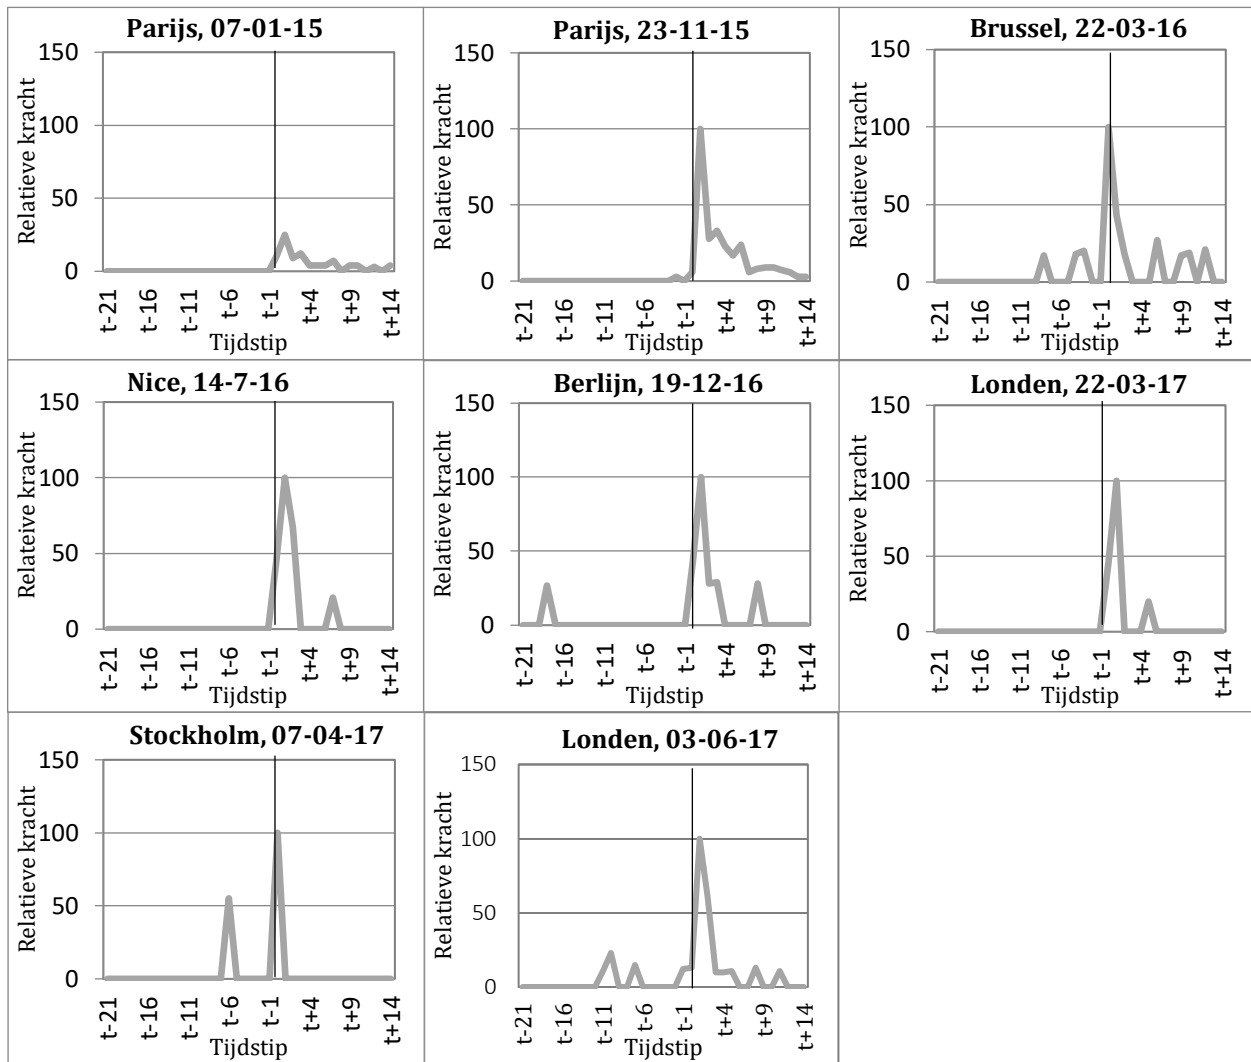 Parijs, 07-01-15
150
100
50
0
Relatieve kracht
t-21
t-16
t-11
t-6
t-1
t+4
t+9
t+14
Tijdstip
Parijs, 23-11-15
150
100
50
0
Relatieve kracht
t-21
t-16
t-11
t-6
t-1
t+4
t+9
t+14
Tijdstip
Brussel, 22-03-16
150
100
50
0
Relatieve kracht
t-21
t-16
t-11
t-6
t-1
t+4
t+9
t+14
Tijdstip
Nice, 14-7-16
150
100
50
0
Relateive kracht
t-21
t-16
t-11
t-6
t-1
t+4
t+9
t+14
Tijdstip
Berlijn, 19-12-16
150
100
50
0
Relatieve kracht
t-21
t-16
t-11
t-6
t-1
t+4
t+9
t+14
Tijdstip
Londen, 22-03-17
150
100
50
0
Relatieve kracht
t-21
t-16
t-11
t-6
t-1
t+4
t+9
t+14
Tijdstip
Stockholm, 07-04-17
150
100
50
0
Relatieve kracht
t-21
t-16
t-11
t-6
t-1
t+4
t+9
t+14
Tijdstip
Londen, 03-06-17
150
100
50
0
Relatieve kracht
t-21
t-16
t-11
t-6
t-1
t+4
t+9
t+14
Tijdstip